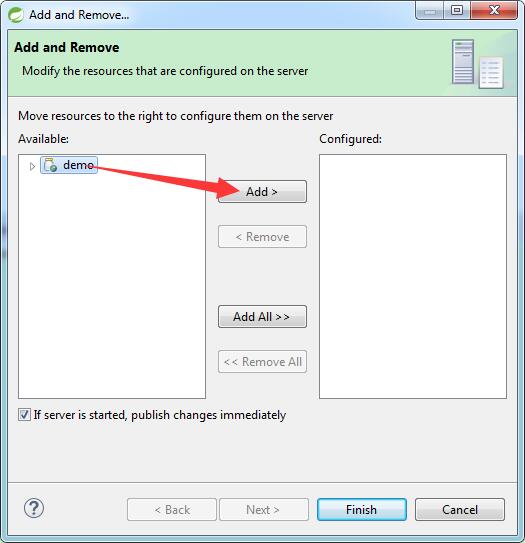 Add and Remove...
Add and Remove
Modify the resources that are configured on the server
Move resources to the right to configure them on the server
Available:
Configured:
demo
Add >
< Remove
Add All >>
<< Remove All
If server is started, publish changes immediately
?
< Back
Next >
Finish
Cancel